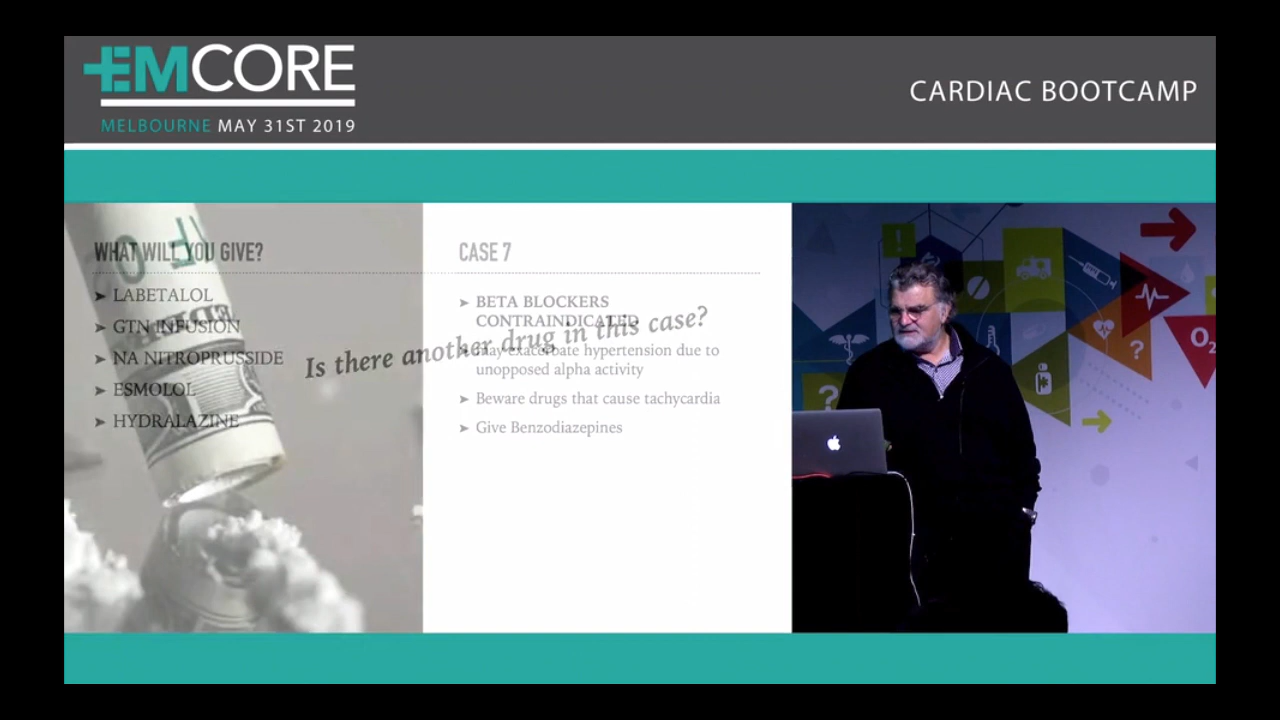 EMCORE
MELBOURNE MAY 31ST 2019
CARDIAC BOOTCAMP
WHAT WILL YOU GIVE?
➤ LABETALOL
➤ GTN INFUSION
➤ NA NITROPRUSSIDE
➤ ESMOLOL
➤ HYDRALAZINE
Is there another drug in this case?
CASE 7
➤ BETA BLOCKERS
CONTRAINDICATED
➤ may exacerbate hypertension due to
unopposed alpha activity
➤ Beware drugs that cause tachycardia
➤ Give Benzodiazepines
!
?
?
O₂